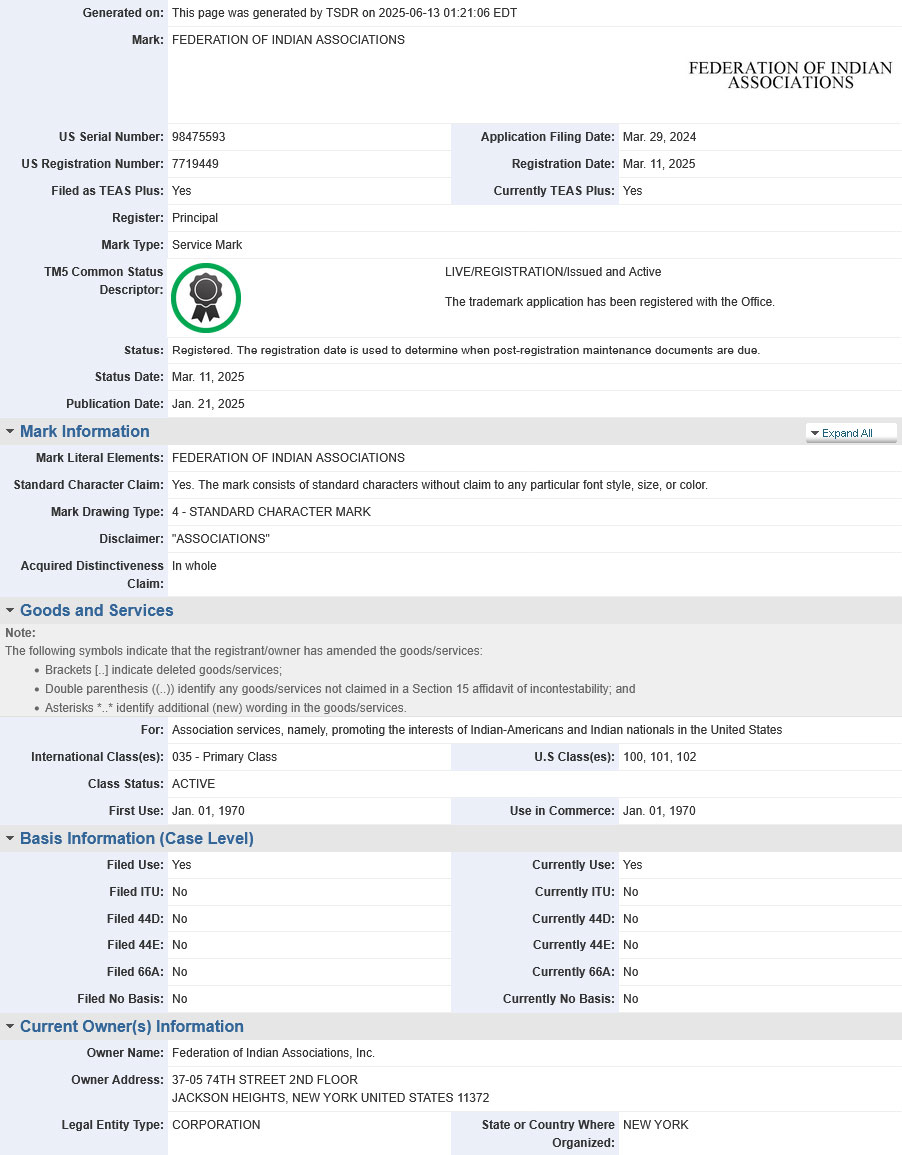 Generated on: This page was generated by TSDR on 2025-06-13 01:21:06 EDT
Mark: FEDERATION OF INDIAN ASSOCIATIONS
FEDERATION OF INDIAN
ASSOCIATIONS
US Serial Number: 98475593 Application Filing Date: Mar. 29, 2024
US Registration Number: 7719449 Registration Date: Mar. 11, 2025
Filed as TEAS Plus: Yes Currently TEAS Plus: Yes
Register: Principal
Mark Type: Service Mark
TM5 Common Status LIVE/REGISTRATION/Issued and Active
Descriptor:
The trademark application has been registered with the Office.
Status: Registered. The registration date is used to determine when post-registration maintenance documents are due.
Status Date: Mar. 11, 2025
Publication Date: Jan. 21, 2025
Mark Information Expand All
Mark Literal Elements: FEDERATION OF INDIAN ASSOCIATIONS
Standard Character Claim: Yes. The mark consists of standard characters without claim to any particular font style, size, or color.
Mark Drawing Type: 4 - STANDARD CHARACTER MARK
Disclaimer: "ASSOCIATIONS"
Acquired Distinctiveness In whole
Claim:
Goods and Services
Note:
The following symbols indicate that the registrant/owner has amended the goods/services:
• Brackets [..] indicate deleted goods/services;
• Double parenthesis ((..)) identify any goods/services not claimed in a Section 15 affidavit of incontestability; and
• Asterisks *..* identify additional (new) wording in the goods/services.
For: Association services, namely, promoting the interests of Indian-Americans and Indian nationals in the United States
International Class(es): 035 - Primary Class U.S Class(es): 100, 101, 102
Class Status: ACTIVE
First Use: Jan. 01, 1970 Use in Commerce: Jan. 01, 1970
Basis Information (Case Level)
Filed Use: Yes Currently Use: Yes
Filed ITU: No Currently ITU: No
Filed 44D: No Currently 44D: No
Filed 44E: No Currently 44E: No
Filed 66A: No Currently 66A: No
Filed No Basis: No Currently No Basis: No
Current Owner(s) Information
Owner Name: Federation of Indian Associations, Inc.
Owner Address: 37-05 74TH STREET 2ND FLOOR
JACKSON HEIGHTS, NEW YORK UNITED STATES 11372
Legal Entity Type: CORPORATION State or Country Where NEW YORK
Organized: